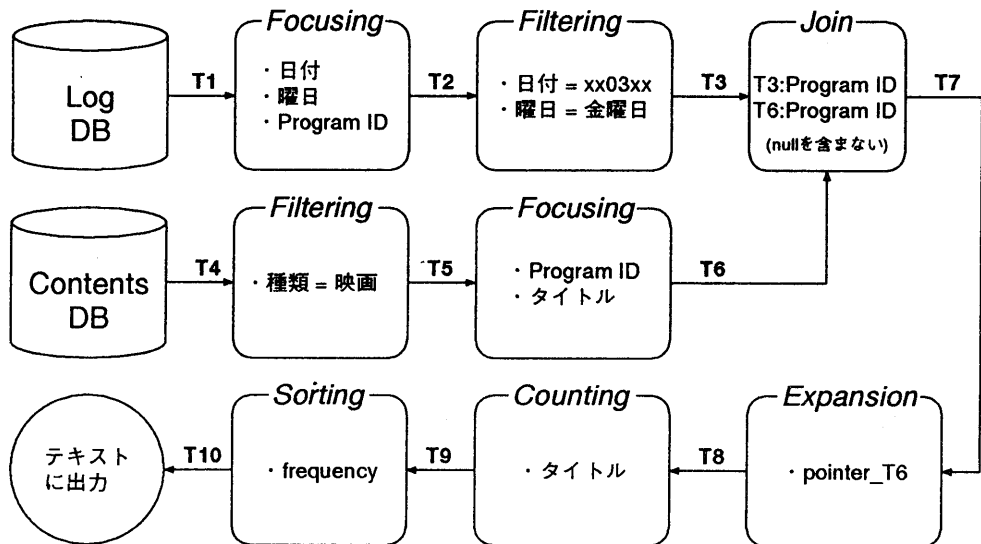 Log
DB
T1
Focusing
・日付
・曜日
・Program ID
T2
Filtering
・日付 = xx03xx
・曜日 = 金曜日
T3
Join
T3:Program ID
T6:Program ID
(nullを含まない)
T7
Contents
DB
T4
Filtering
・種類 = 映画
T5
Focusing
・Program ID
・タイトル
T6
Expansion
・pointer_T6
T8
Counting
・タイトル
T9
Sorting
・frequency
T10
テキスト
に出力